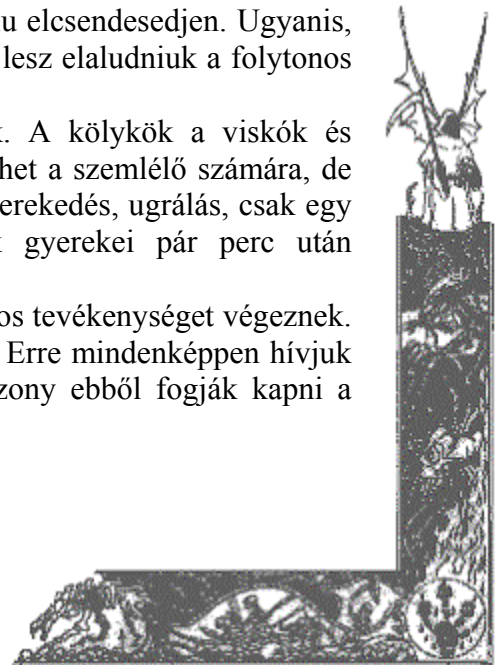 u elcsendesedjen. Ugyanis,
lesz elaludniuk a folytonos
. A kölykök a viskók és
het a szemlélő számára, de
erekedés, ugrálás, csak egy
gyerekei pár perc után
os tevékenységet végeznek.
Erre mindenképpen hívjuk
zony ebből fogják kapni a